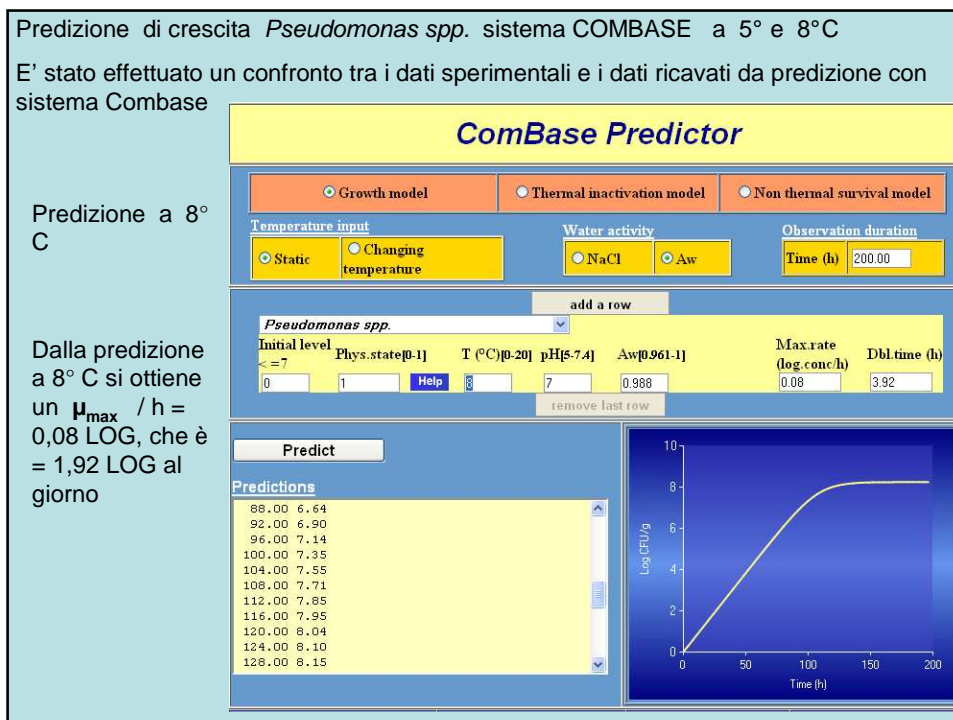 Predizione di crescita Pseudomonas spp. sistema COMBASE a 5° e 8°C
E' stato effettuato un confronto tra i dati sperimentali e i dati ricavati da predizione con
sistema Combase
Predizione a 8°
C
Dalla predizione
a 8° C si ottiene
un µmax / h =
0,08 LOG, che è
= 1,92 LOG al
giorno
ComBase Predictor
Growth model Thermal inactivation model Non thermal survival model
Temperature input Water activity Observation duration
Static Changing temperature NaCl Aw Time (h) 200.00
add a row
Pseudomonas spp.
Initial level <=7 Phys.state[0-1] T (°C)[0-20] pH[5-7.4] Aw[0.961-1] Max.rate (log.conc/h) Dbl.time (h)
0 1 Help 8 7 0.988 0.08 3.92
remove last row
Predict
Predictions
88.00 6.64
92.00 6.90
96.00 7.14
100.00 7.35
104.00 7.55
108.00 7.71
112.00 7.85
116.00 7.95
120.00 8.04
124.00 8.10
128.00 8.15
Log CFU/g
10
8
6
4
2
0
0 50 100 150 200
Time (h)